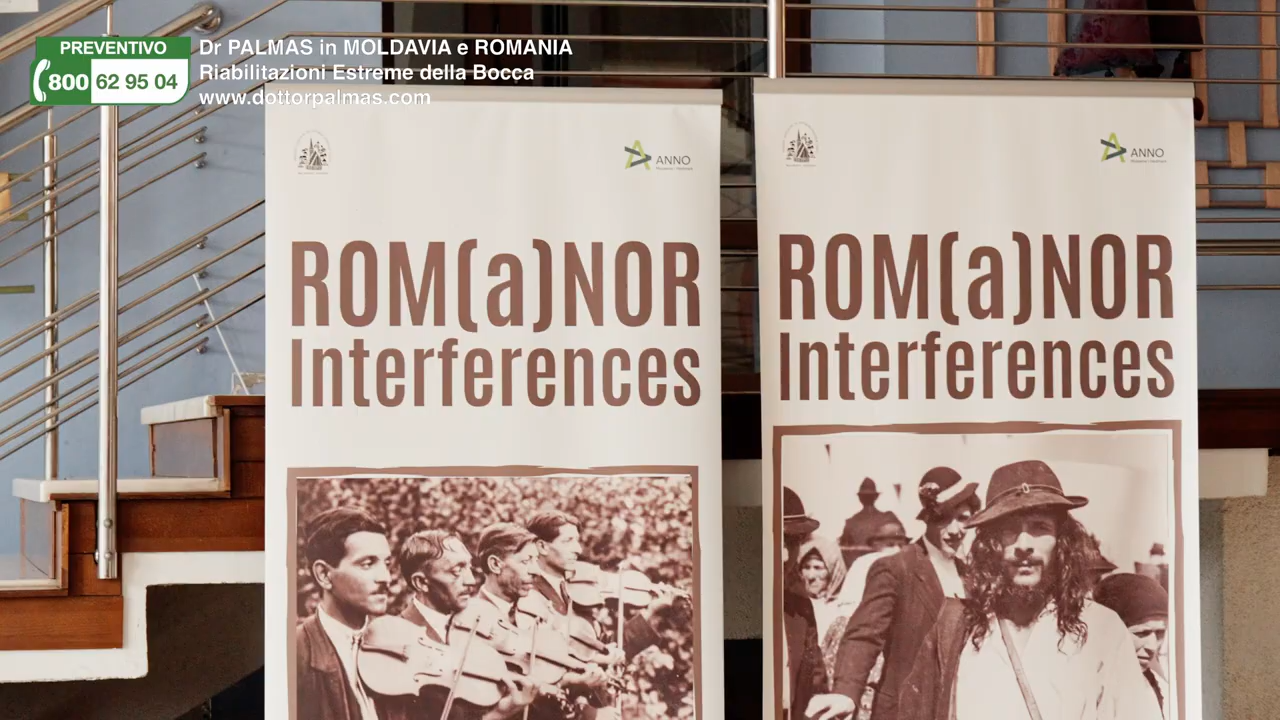 PREVENTIVO
800 62 95 04
Dr PALMAS in MOLDAVIA e ROMANIA
Riabilitazioni Estreme della Bocca
www.dottorpalmas.com
ANNO
ROM(a)NOR
Interferences
ANNO
ROM(a)NOR
Interferences